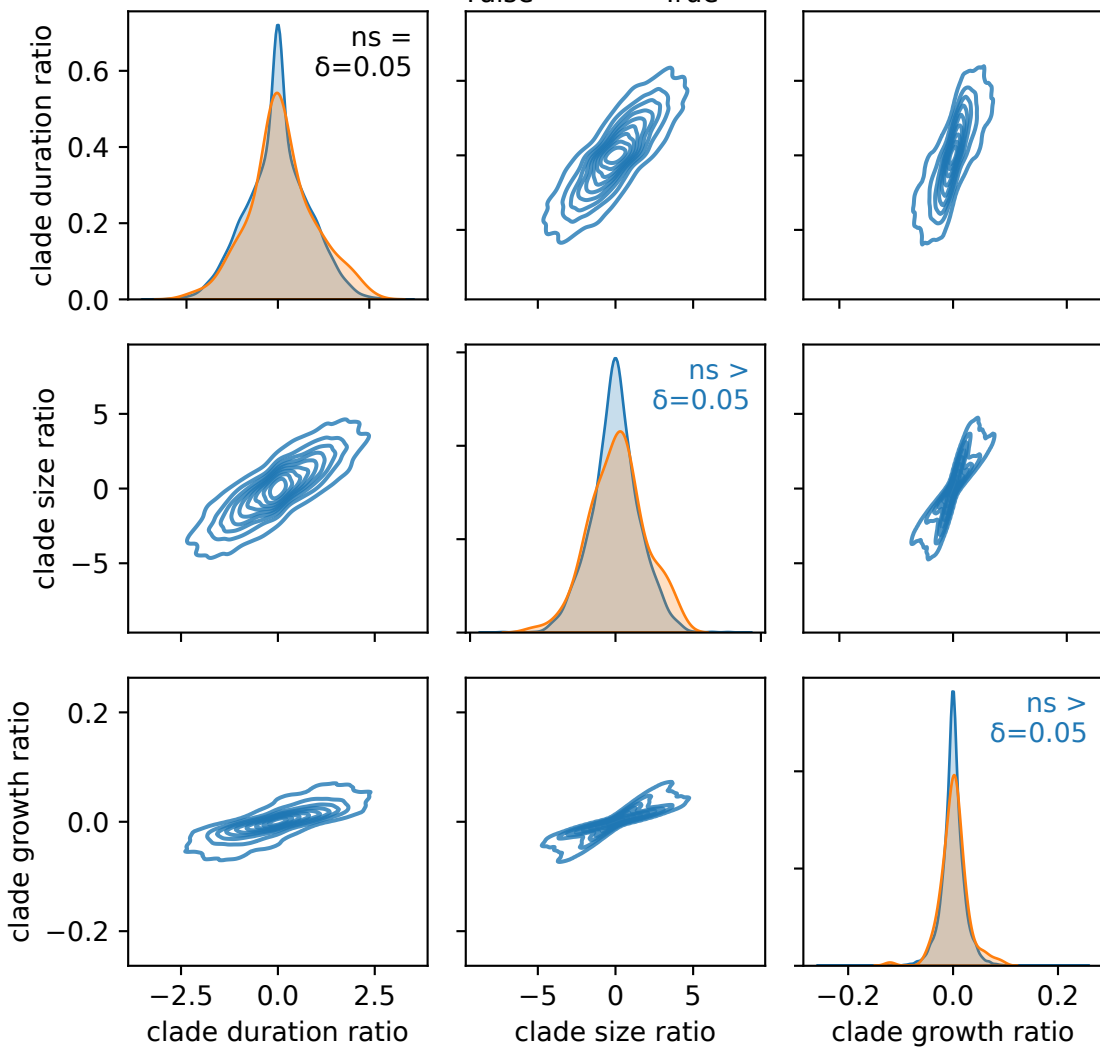 clade duration ratio
0.6
0.4
0.2
0.0
ns =
δ=0.05
clade size ratio
5
0
−5
ns >
δ=0.05
clade growth ratio
0.2
0.0
−0.2
ns >
δ=0.05
−2.5 0.0 2.5
−5 0 5
−0.2 0.0 0.2
clade duration ratio
clade size ratio
clade growth ratio